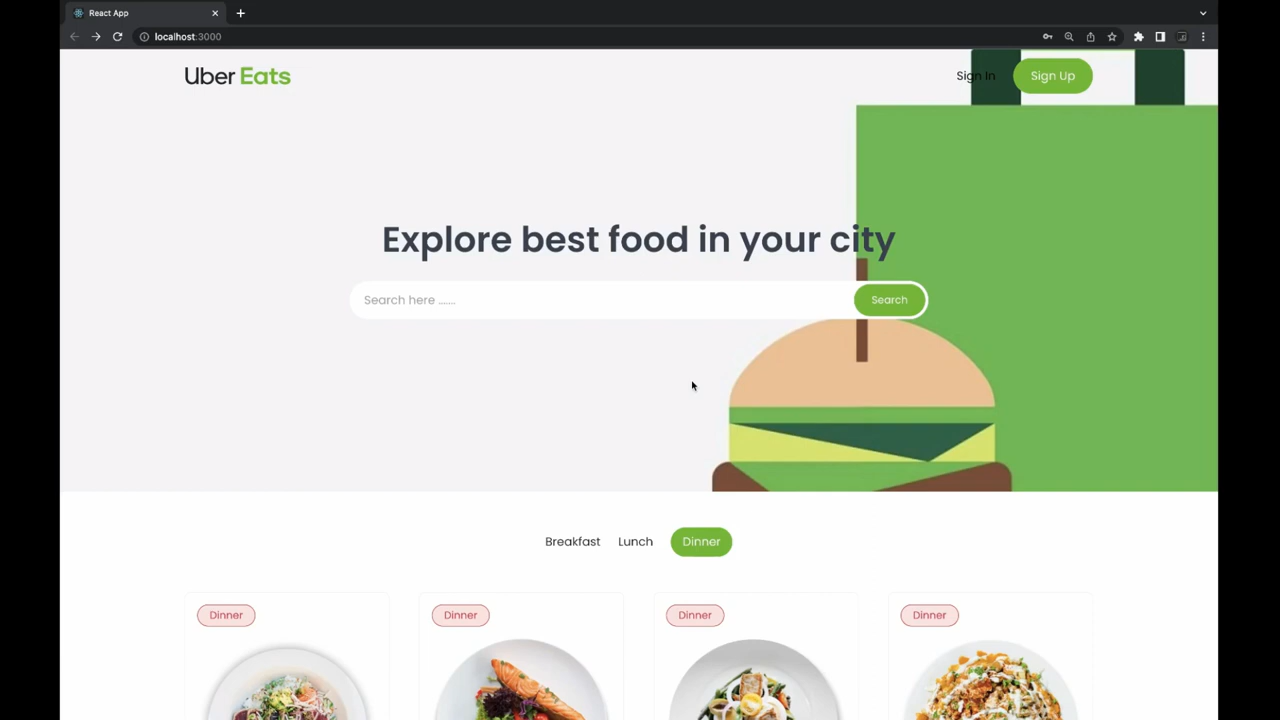 React App
localhost:3000
Uber Eats
Sign In
Sign Up
Explore best food in your city
Search here ......
Search
Breakfast
Lunch
Dinner
Dinner
Dinner
Dinner
Dinner